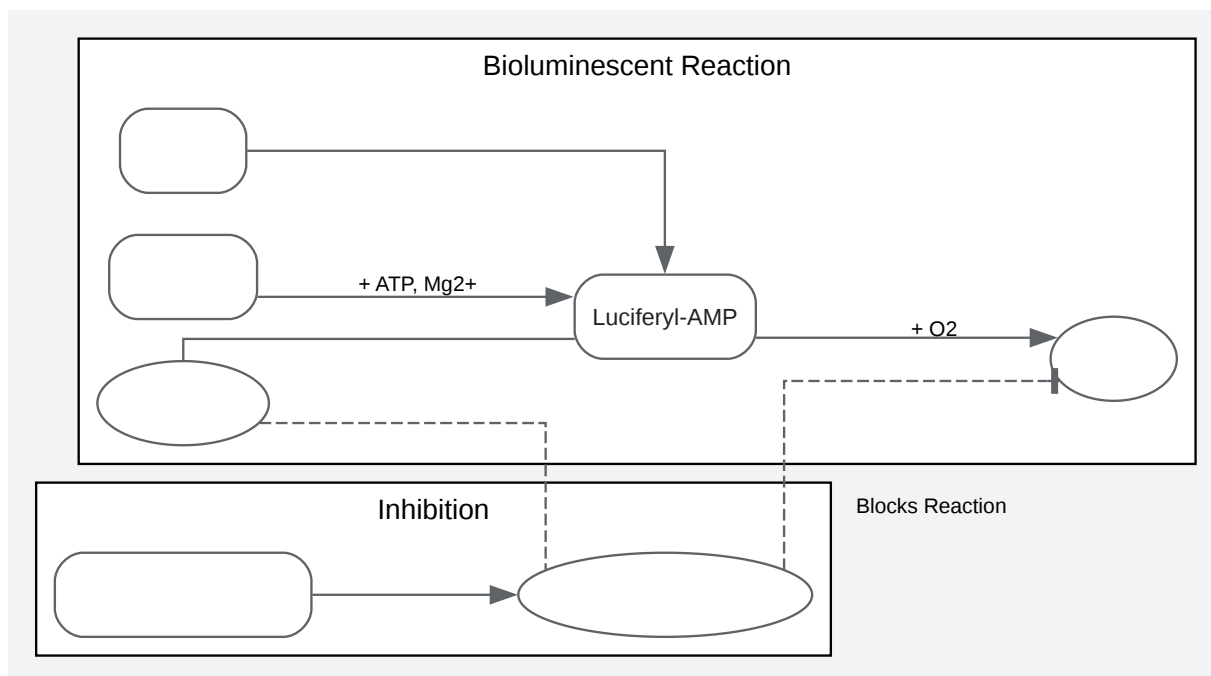 Bioluminescent Reaction
+ ATP, Mg2+
Luciferyl-AMP
+ O2
Inhibition
Blocks Reaction